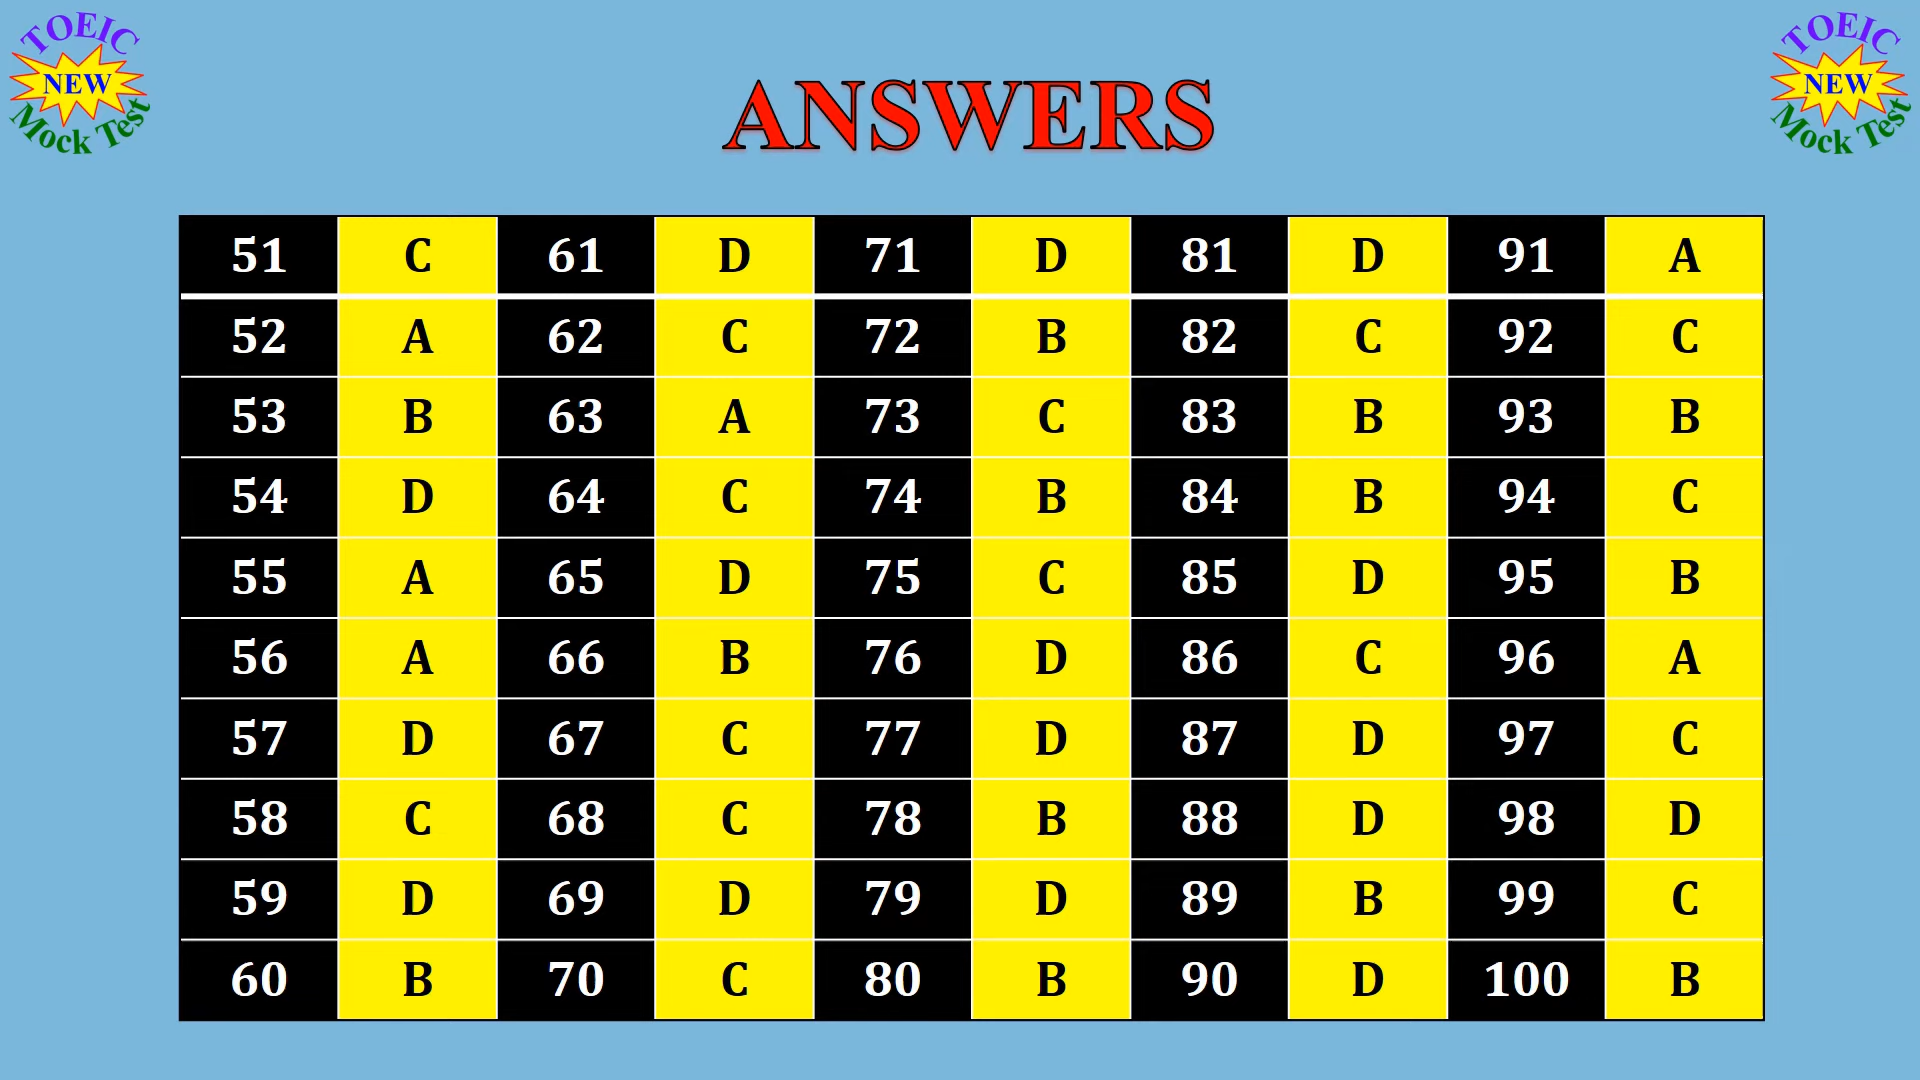 TOEIC
NEW
Mock Test
TOEIC
NEW
Mock Test
ANSWERS
51 C 61 D 71 D 81 D 91 A
52 A 62 C 72 B 82 C 92 C
53 B 63 A 73 C 83 B 93 B
54 D 64 C 74 B 84 B 94 C
55 A 65 D 75 C 85 D 95 B
56 A 66 B 76 D 86 C 96 A
57 D 67 C 77 D 87 D 97 C
58 C 68 C 78 B 88 D 98 D
59 D 69 D 79 D 89 B 99 C
60 B 70 C 80 B 90 D 100 B